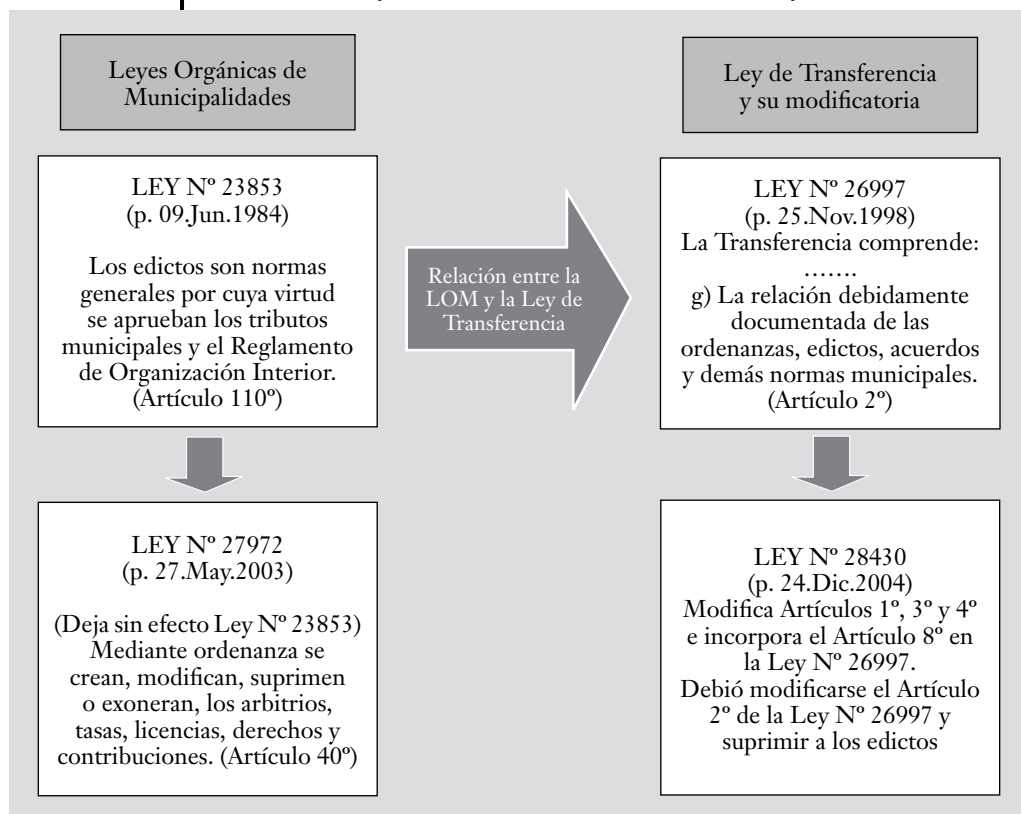 Leyes Orgánicas de
Municipalidades
LEY Nº 23853
(p. 09.Jun.1984)
Los edictos son normas
generales por cuya virtud
se aprueban los tributos
municipales y el Reglamento
de Organización Interior.
(Artículo 110º)
LEY Nº 27972
(p. 27.May.2003)
(Deja sin efecto Ley Nº 23853)
Mediante ordenanza se
crean, modifican, suprimen
o exoneran, los arbitrios,
tasas, licencias, derechos y
contribuciones. (Artículo 40º)
Relación entre la
LOM y la Ley de
Transferencia
Ley de Transferencia
y su modificatoria
LEY Nº 26997
(p. 25.Nov.1998)
La Transferencia comprende:
.......
g) La relación debidamente
documentada de las
ordenanzas, edictos, acuerdos
y demás normas municipales.
(Artículo 2º)
LEY Nº 28430
(p. 24.Dic.2004)
Modifica Artículos 1º, 3º y 4º
e incorpora el Artículo 8º en
la Ley Nº 26997.
Debió modificarse el Artículo
2º de la Ley Nº 26997 y
suprimir a los edictos